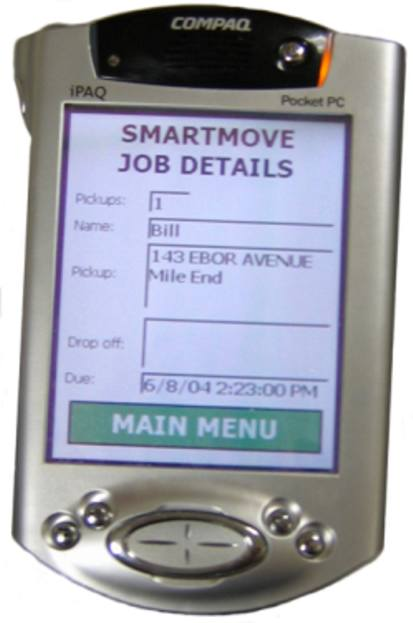 COMPAQ
iPAQ
Pocket PC
SMARTMOVE
JOB DETAILS
Pickups: 1
Name: Bill
Pickup: 143 EBOR AVENUE
Mile End
Drop off:
Due: 6/8/04 2:23:00 PM
MAIN MENU